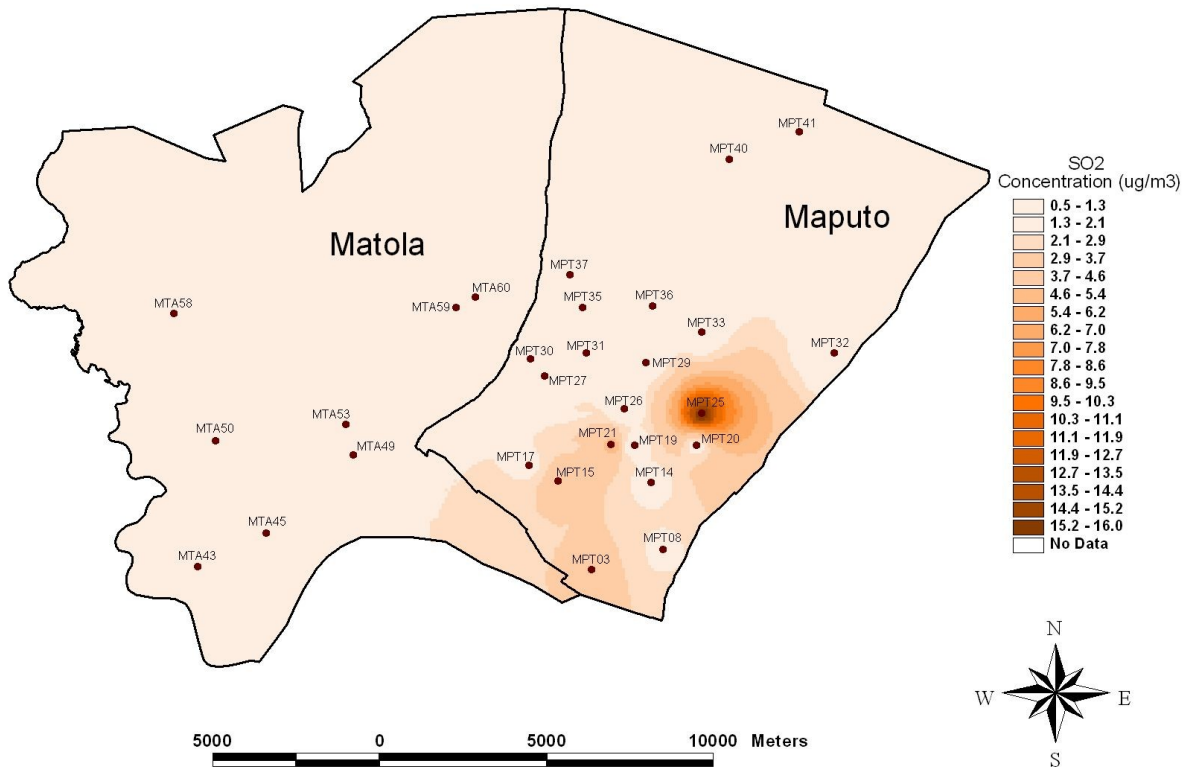 MPT41
MPT40
SO2
Concentration (ug/m3)
0.5 - 1.3
1.3 - 2.1
2.1 - 2.9
2.9 - 3.7
3.7 - 4.6
4.6 - 5.4
5.4 - 6.2
6.2 - 7.0
7.0 - 7.8
7.8 - 8.6
8.6 - 9.5
9.5 - 10.3
10.3 - 11.1
11.1 - 11.9
11.9 - 12.7
12.7 - 13.5
13.5 - 14.4
14.4 - 15.2
15.2 - 16.0
No Data
Maputo
Matola
MPT37
MTA60
MTA58
MTA59
MPT35
MPT36
MPT33
MPT32
MPT30
MPT31
MPT29
MPT27
MPT26
MPT25
MTA53
MTA50
MTA49
MPT21
MPT19
MPT20
MPT17
MPT15
MPT14
MTA45
MPT08
MTA43
MPT03
N
W
E
S
5000 0 5000 10000 Meters